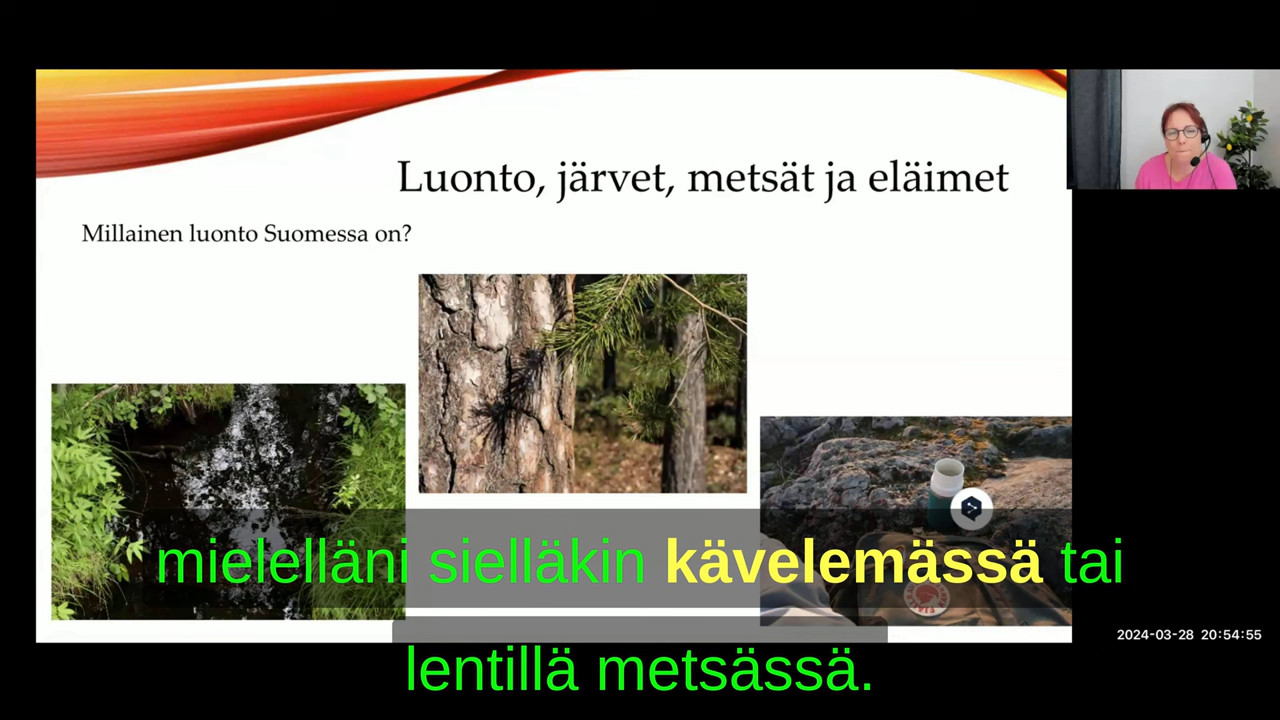 Luonto, järvet, metsät ja eläimet
Millainen luonto Suomessa on?
mielelläni sielläkin kävelemässä tai
lentillä metsässä.
2024-03-28 20:54:55